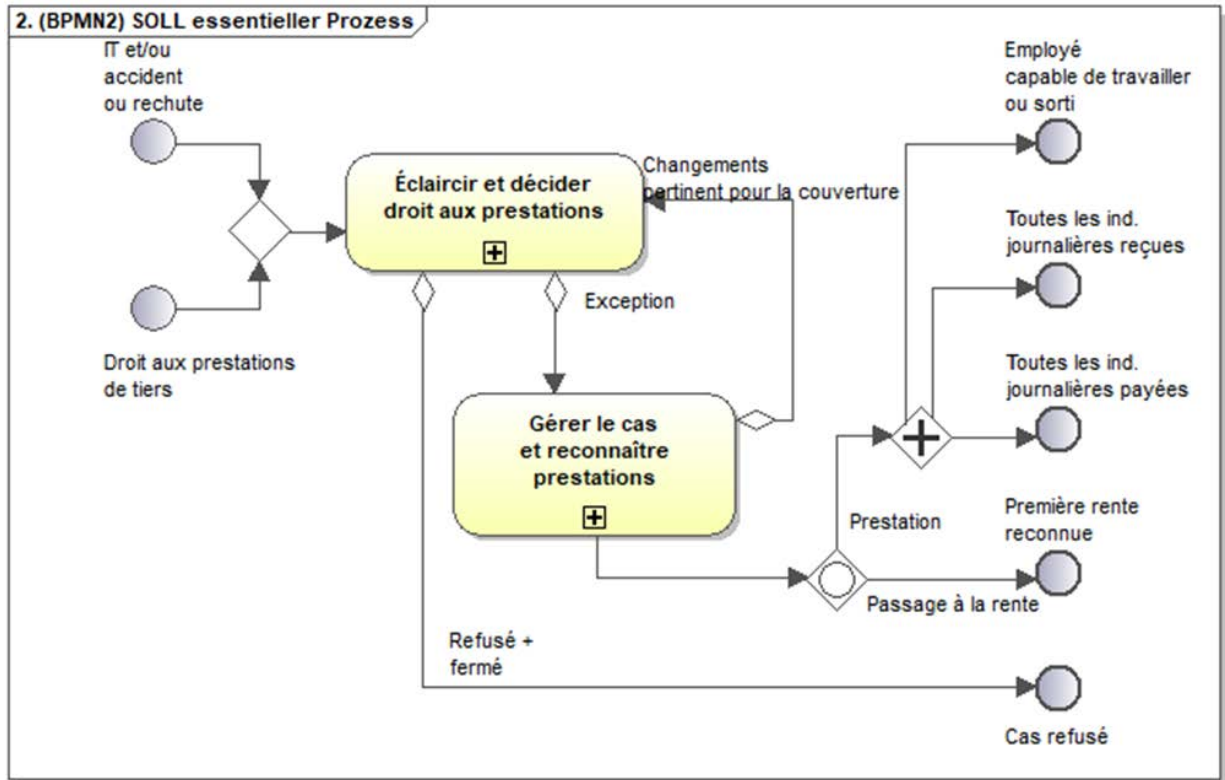 2. (BPMN2) SOLL essentieller Prozess
IT et/ou
accident
ou rechute
Employé
capable de travailler
ou sorti
Éclaircir et décider
droit aux prestations
Changements
pertinent pour la couverture
Toutes les ind.
journalières reçues
Exception
Droit aux prestations
de tiers
Toutes les ind.
journalières payées
Gérer le cas
et reconnaître
prestations
Prestation
Première rente
reconnue
Passage à la rente
Refusé +
fermé
Cas refusé